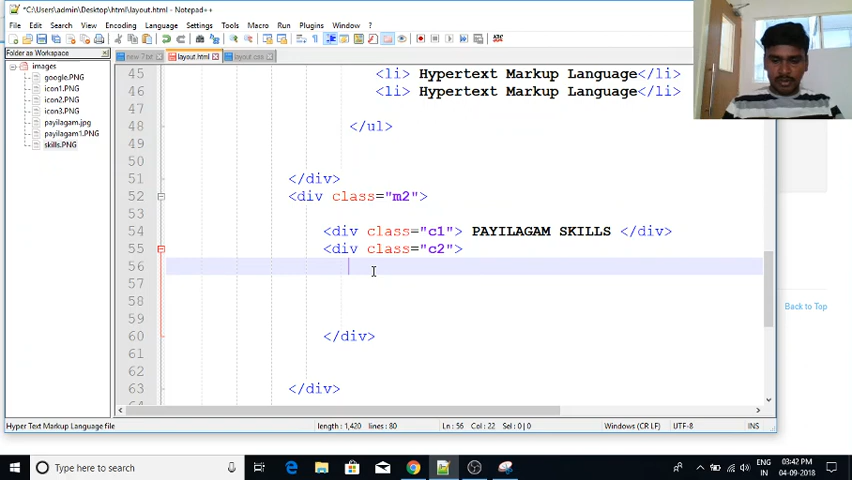 *C:\Users\admin\Desktop\html\layout.html - Notepad++
File Edit Search View Encoding Language Settings Tools Macro Run Plugins Window ?
Folder as Workspace
new 7.txt layout.html layout.css
images
google.PNG
icon1.PNG
icon2.PNG
icon3.PNG
payilagam.jpg
payilagam1.PNG
skills.PNG
45 <li> Hypertext Markup Language</li>
46 <li> Hypertext Markup Language</li>
47
48 </ul>
49
50
51 </div>
52 <div class="m2">
53
54 <div class="c1"> PAYILAGAM SKILLS </div>
55 <div class="c2">
56
57
58
59
60 </div>
61
62
63 </div>
Back to Top
Hyper Text Markup Language file length : 1,420 lines : 80 Ln : 56 Col : 22 Sel : 0 | 0 Windows (CR LF) UTF-8 INS
Type here to search
ENG
IN
03:42 PM
04-09-2018